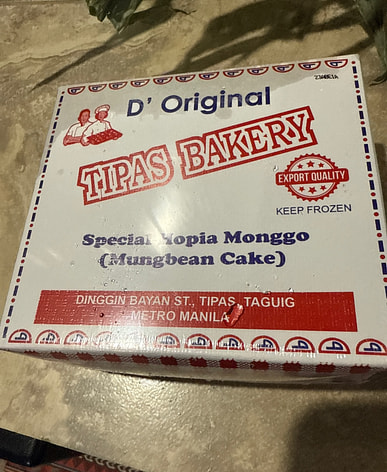 D' Original
TIPAS BAKERY
EXPORT QUALITY
KEEP FROZEN
Special Hopia Monggo
(Mungbean Cake)
DINGGIN BAYAN ST., TIPAS, TAGUIG
METRO MANILA